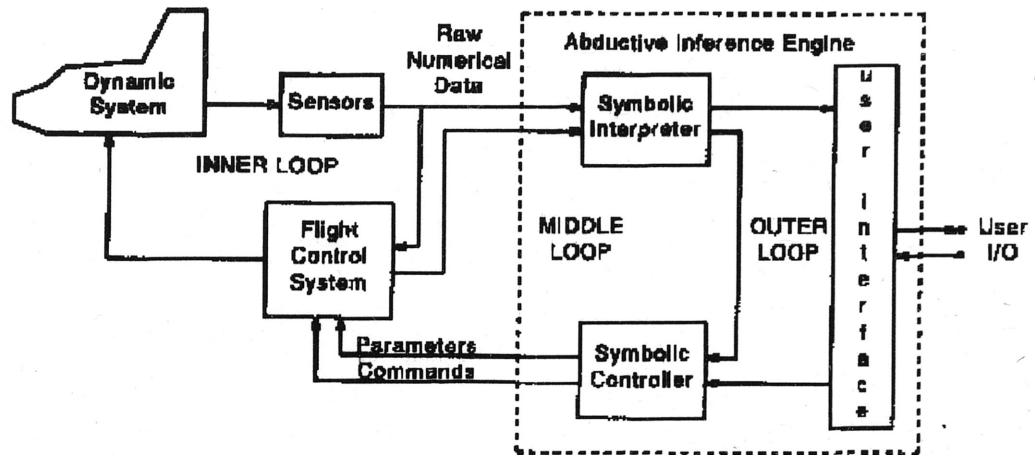 Raw
Numerical
Data
Abductive Inference Engine
Dynamic
System
Sensors
Symbolic
Interpreter
User Interface
INNER LOOP
Flight
Control
System
MIDDLE
LOOP
OUTER
LOOP
User
I/O
Parameters
Commands
Symbolic
Controller